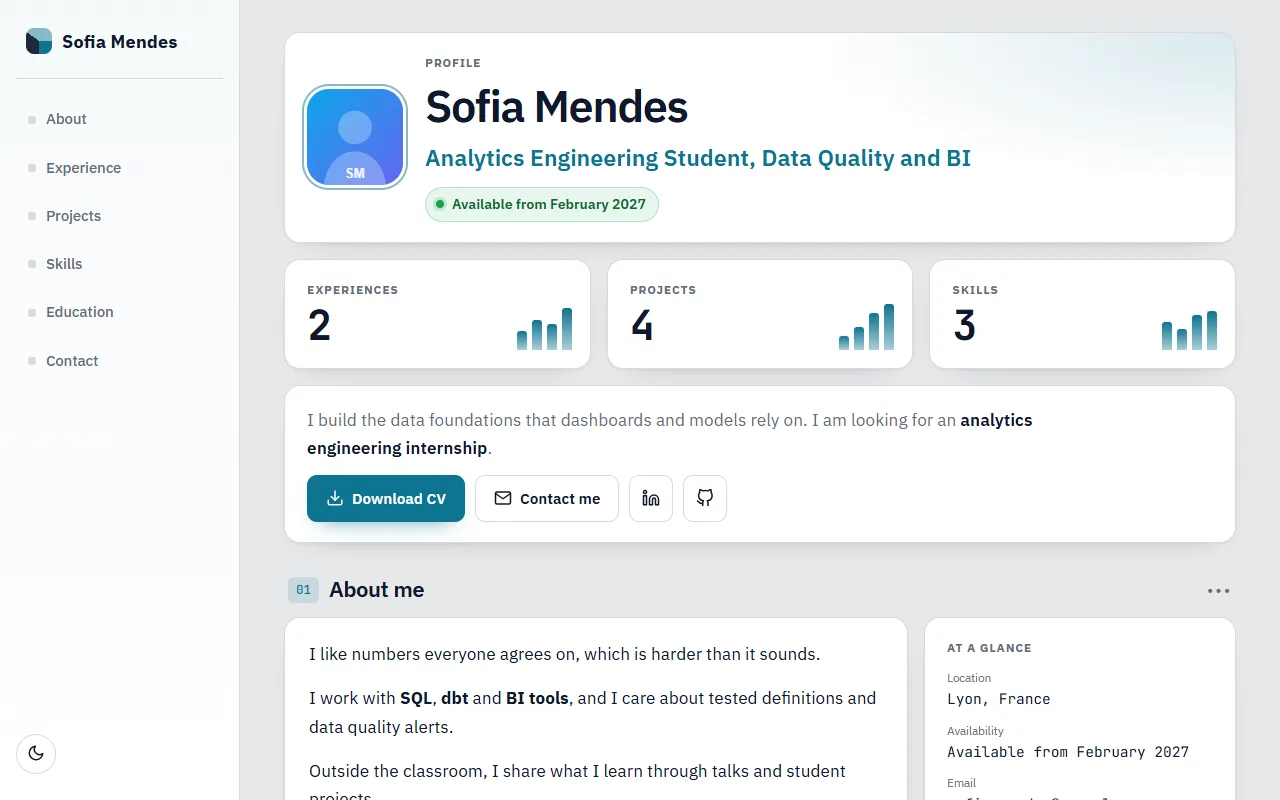 Sofia Mendes
About
Experience
Projects
Skills
Education
Contact
PROFILE
Sofia Mendes
Analytics Engineering Student, Data Quality and BI
SM
Available from February 2027
EXPERIENCES
2
PROJECTS
4
SKILLS
3
I build the data foundations that dashboards and models rely on. I am looking for an analytics
engineering internship.
Download CV
Contact me
01
About me
I like numbers everyone agrees on, which is harder than it sounds.
I work with SQL, dbt and BI tools, and I care about tested definitions and
data quality alerts.
Outside the classroom, I share what I learn through talks and student
projects.
AT A GLANCE
Location
Lyon, France
Availability
Available from February 2027
Email